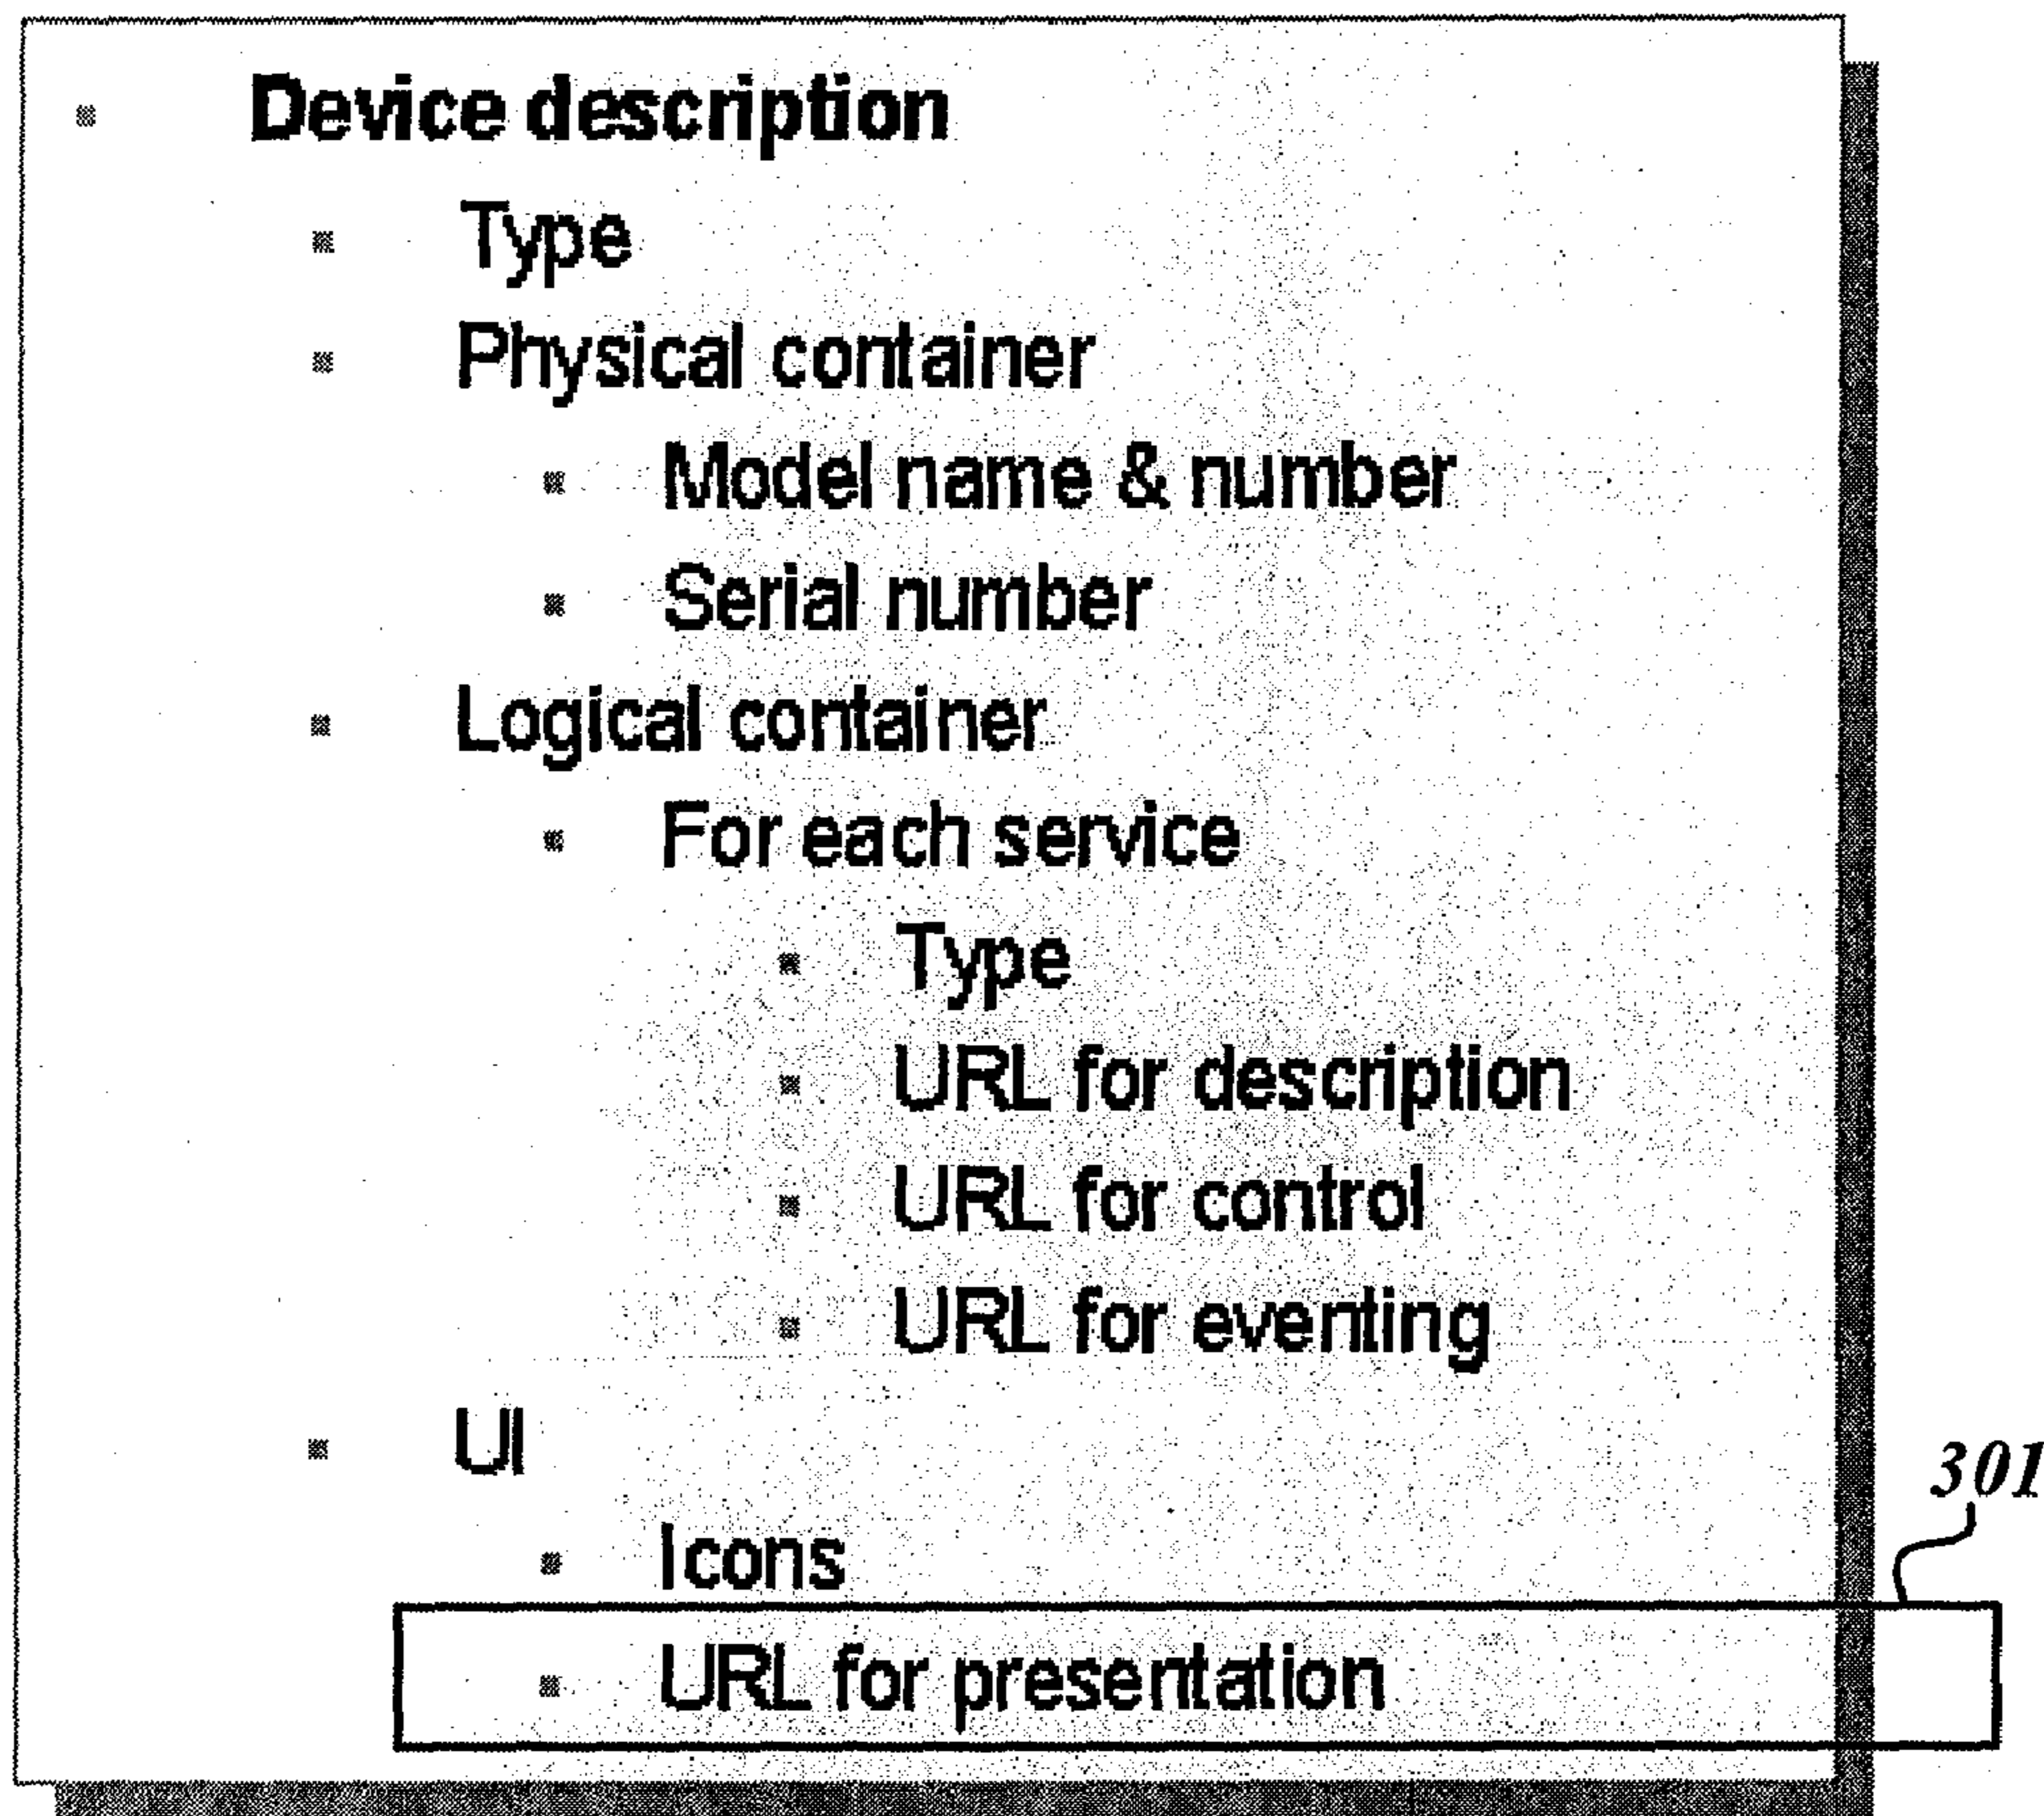 Device description
Type
Physical container
Model name & number
Serial number
Logical container
For each service
Type
URL for description
URL for control
URL for eventing
UI
Icons
URL for presentation
301